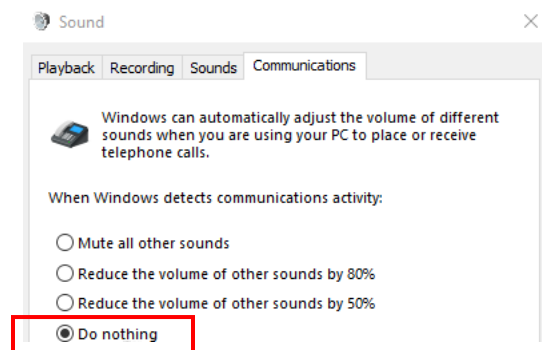 Sound
Playback Recording Sounds Communications
Windows can automatically adjust the volume of different
sounds when you are using your PC to place or receive
telephone calls.
When Windows detects communications activity:
Mute all other sounds
Reduce the volume of other sounds by 80%
Reduce the volume of other sounds by 50%
Do nothing